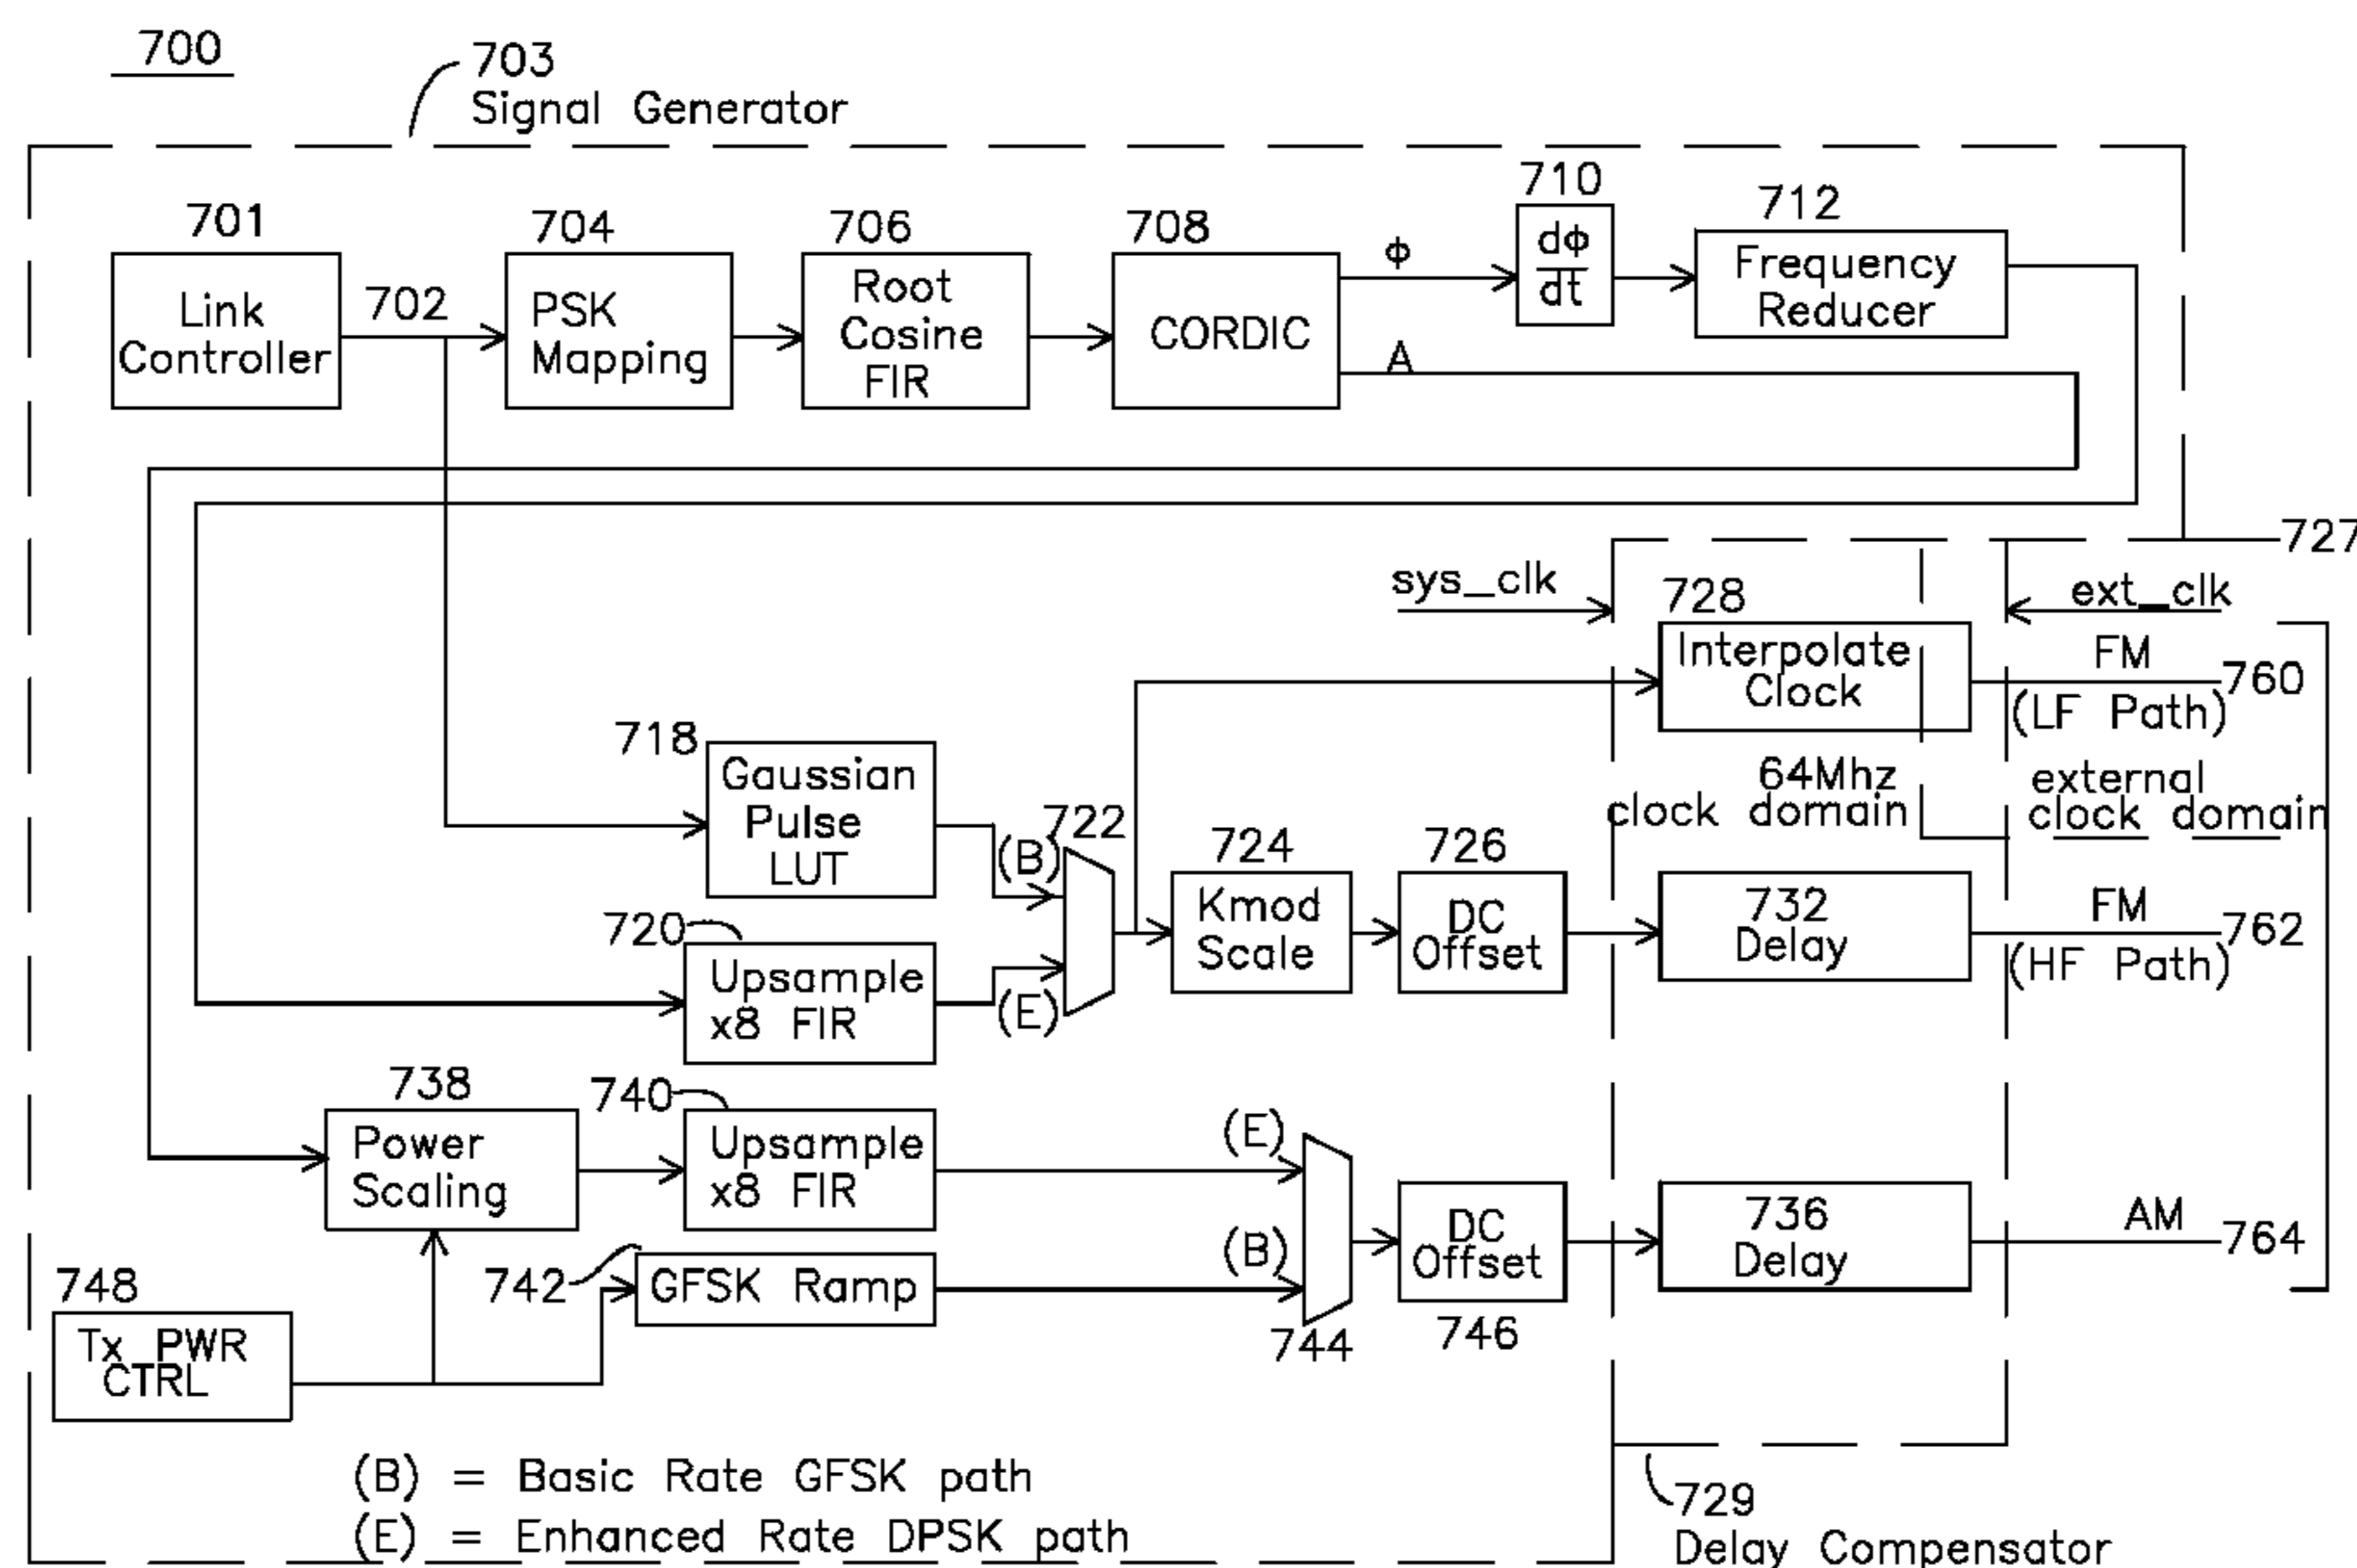 700
703
Signal Generator
701
Link
Controller
702
704
PSK
Mapping
706
Root
Cosine
FIR
708
CORDIC
ϕ
A
710
dϕ
dt
712
Frequency
Reducer
727
sys_clk
ext_clk
728
Interpolate
Clock
FM
760
(LF Path)
64Mhz
clock domain
external
clock domain
718
Gaussian
Pulse
LUT
(B)
722
720
Upsample
x8 FIR
(E)
724
Kmod
Scale
726
DC
Offset
732
Delay
FM
762
(HF Path)
738
Power
Scaling
740
Upsample
x8 FIR
(E)
742
GFSK Ramp
(B)
744
DC
Offset
746
736
Delay
AM
764
748
Tx PWR
CTRL
(B) = Basic Rate GFSK path
(E) = Enhanced Rate DPSK path
729
Delay Compensator